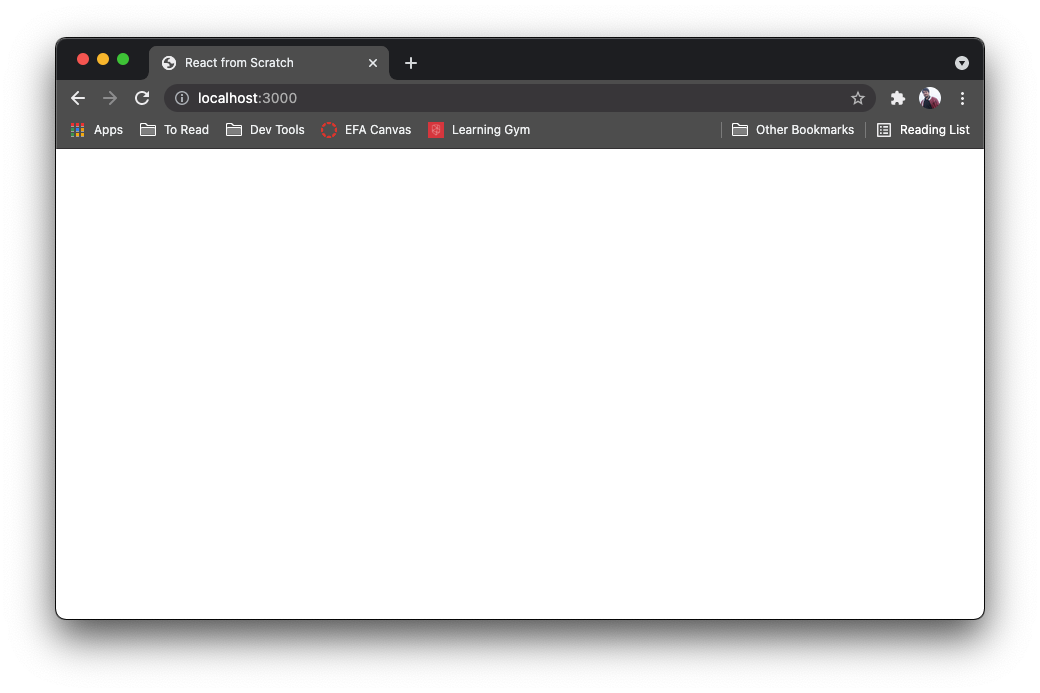 React from Scratch
localhost:3000
Apps To Read Dev Tools EFA Canvas Learning Gym Other Bookmarks Reading List